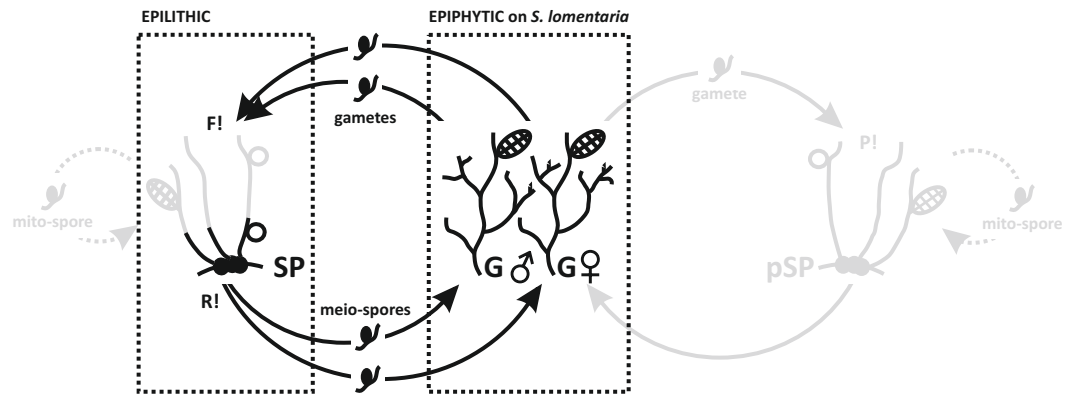 EPILITHIC
EPIPHYTIC on S. lomentaria
gametes
gamete
F!
P!
mito-spore
mito-spore
SP
G ♂
G♀
pSP
R!
meio-spores